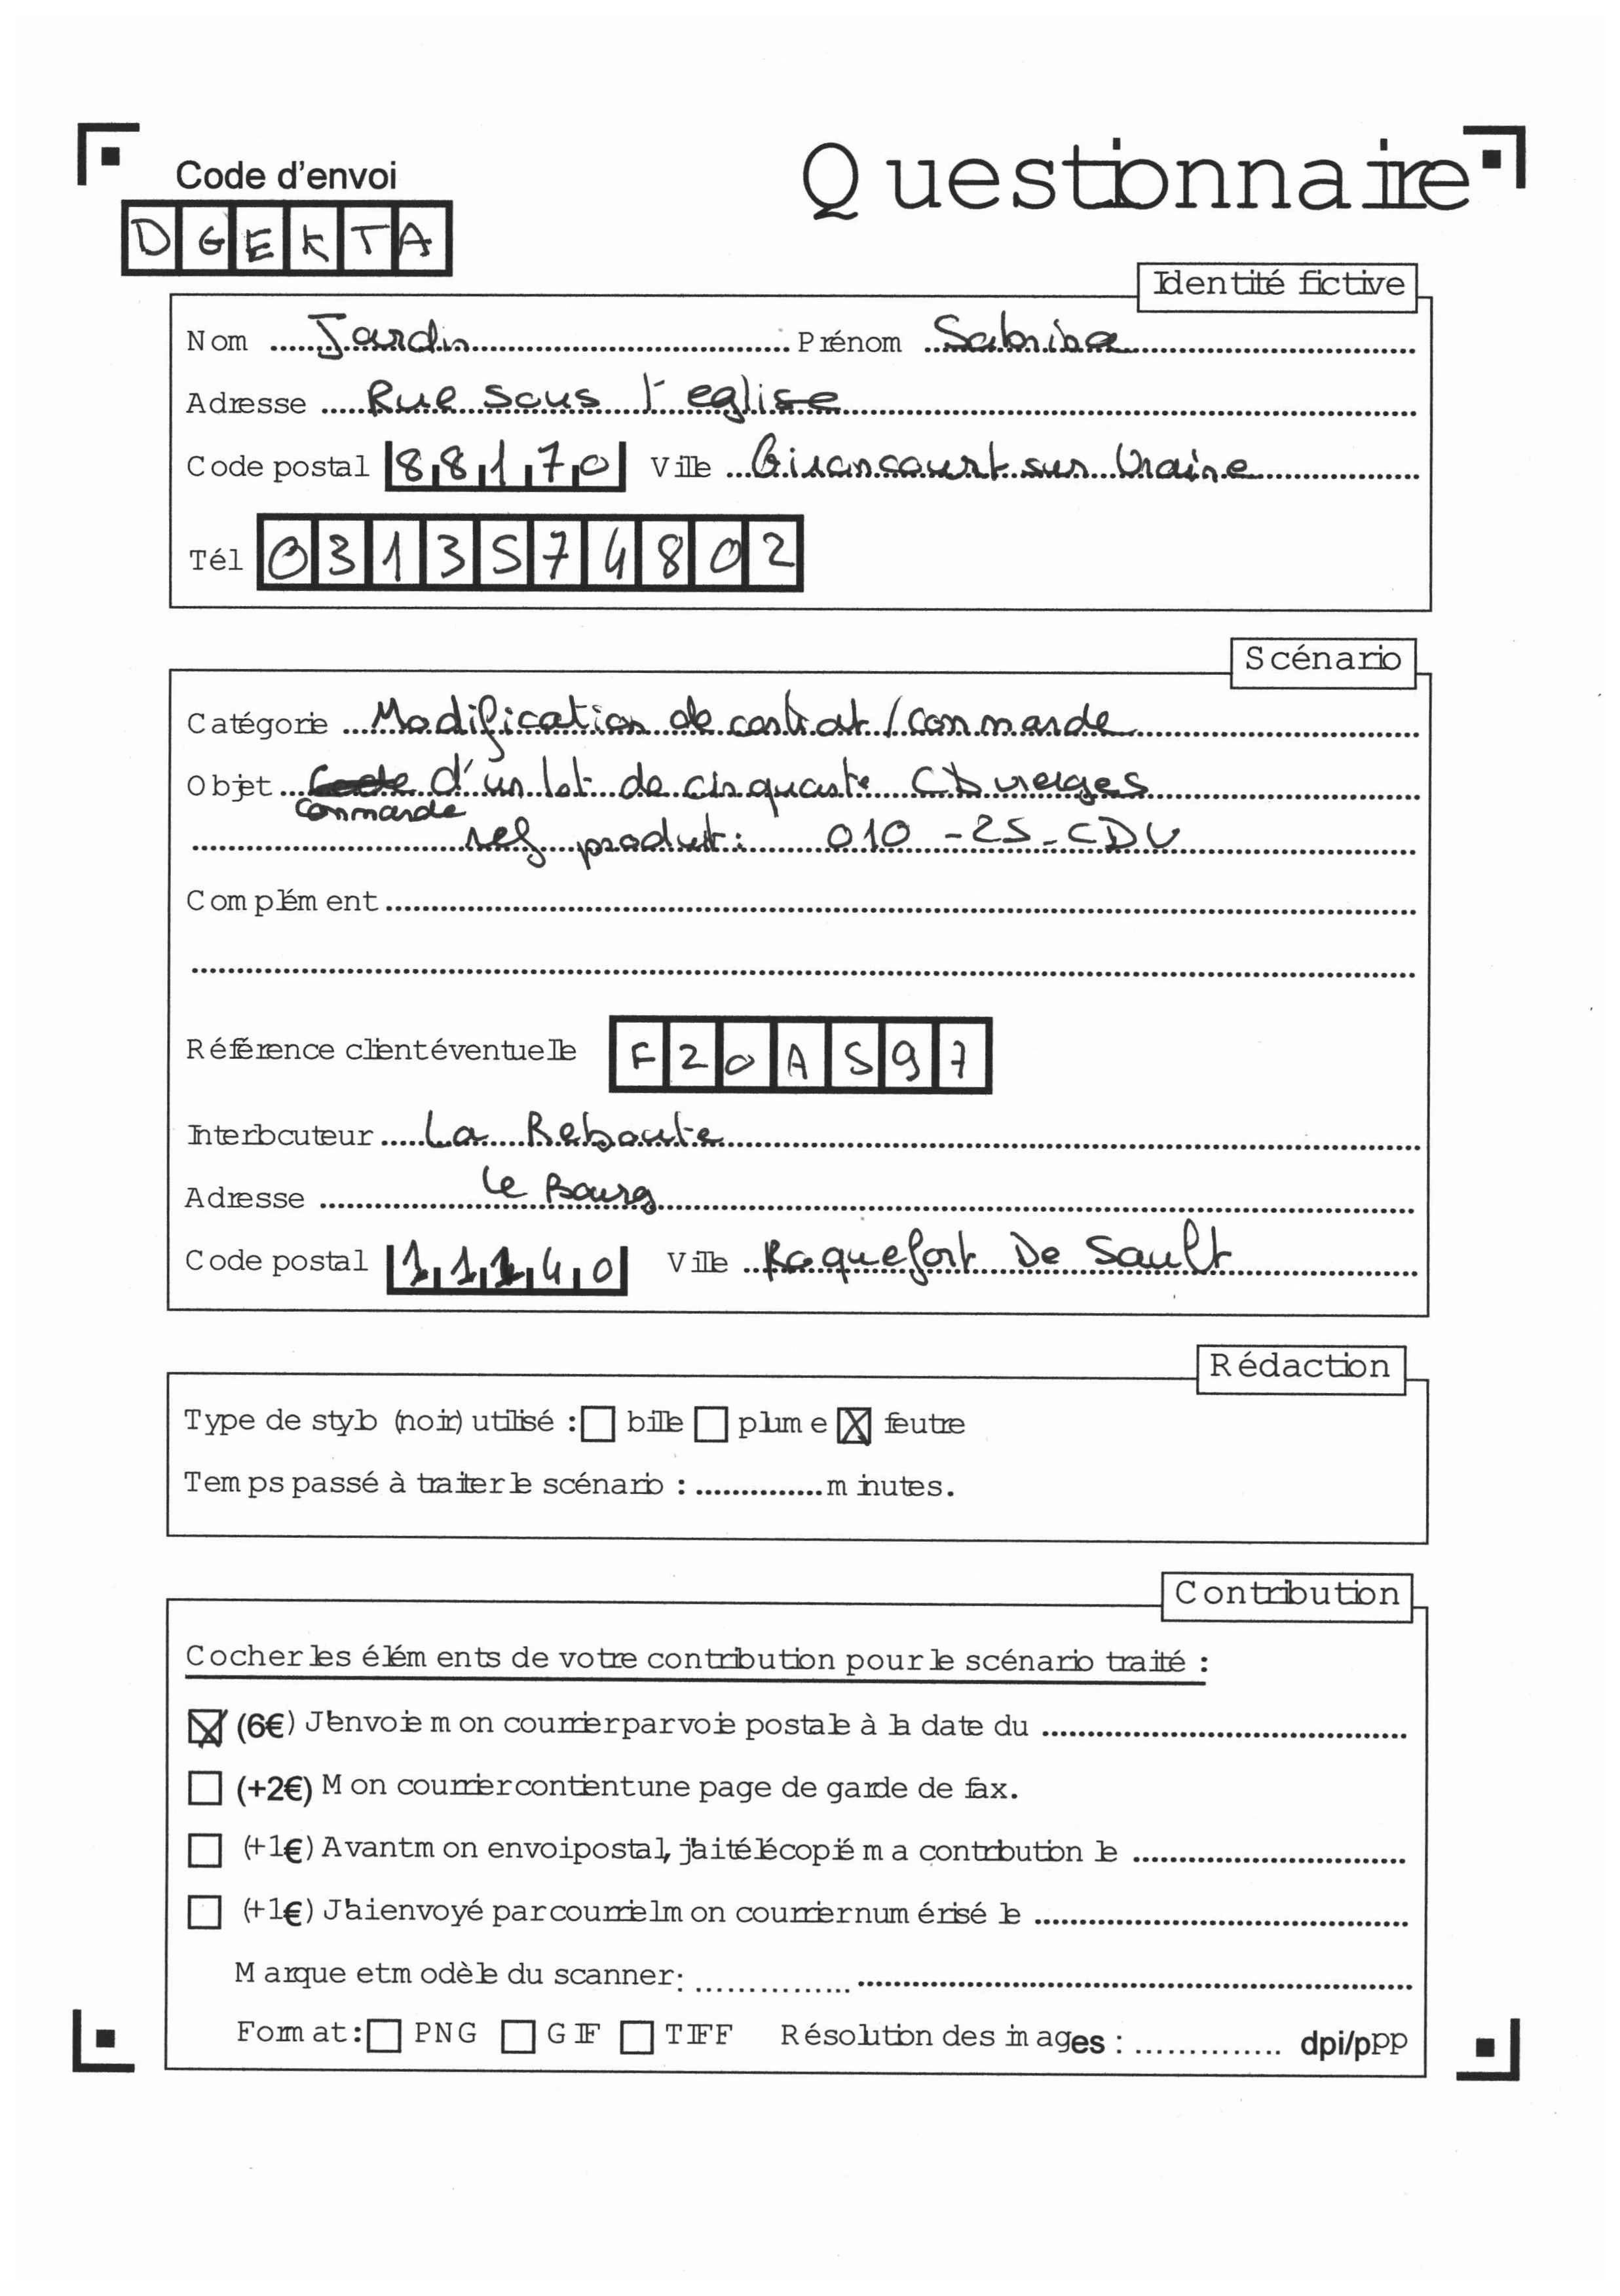 Code d'envoi
Questionnaire
DGEKTA
Identité fictive
Nom Jardin Prénom Sabrina
Adresse Rue sous l'eglise
Code postal 88170 Ville Girancourt sur Vraine
Tél 0313574802
Scénario
Catégorie Modification de contrat / commande
Objet d'un lot de cinquante CD vierges
commande
ref produit : 010-25-CDV
Complément
Référence client éventuelle F20AS97
Interlocuteur La Reboute
Adresse Le Bourg
Code postal 11140 Ville Roquefort De Sault
Rédaction
Type de stylo (noir) utilisé : bille plume feutre
Temps passé à traiter le scénario : minutes.
Contribution
Cocher les éléments de votre contribution pour le scénario traité :
(6€) J'envoie mon courrier par voie postale à la date du
(+2€) Mon courrier contient une page de garde de fax.
(+1€) Avant mon envoi postal, j'ai télécopié ma contribution le
(+1€) J'ai envoyé par courriel mon courrier numérisé le
Marque et modèle du scanner:
Format: PNG GIF TIFF Résolution des images : dpi/ppp